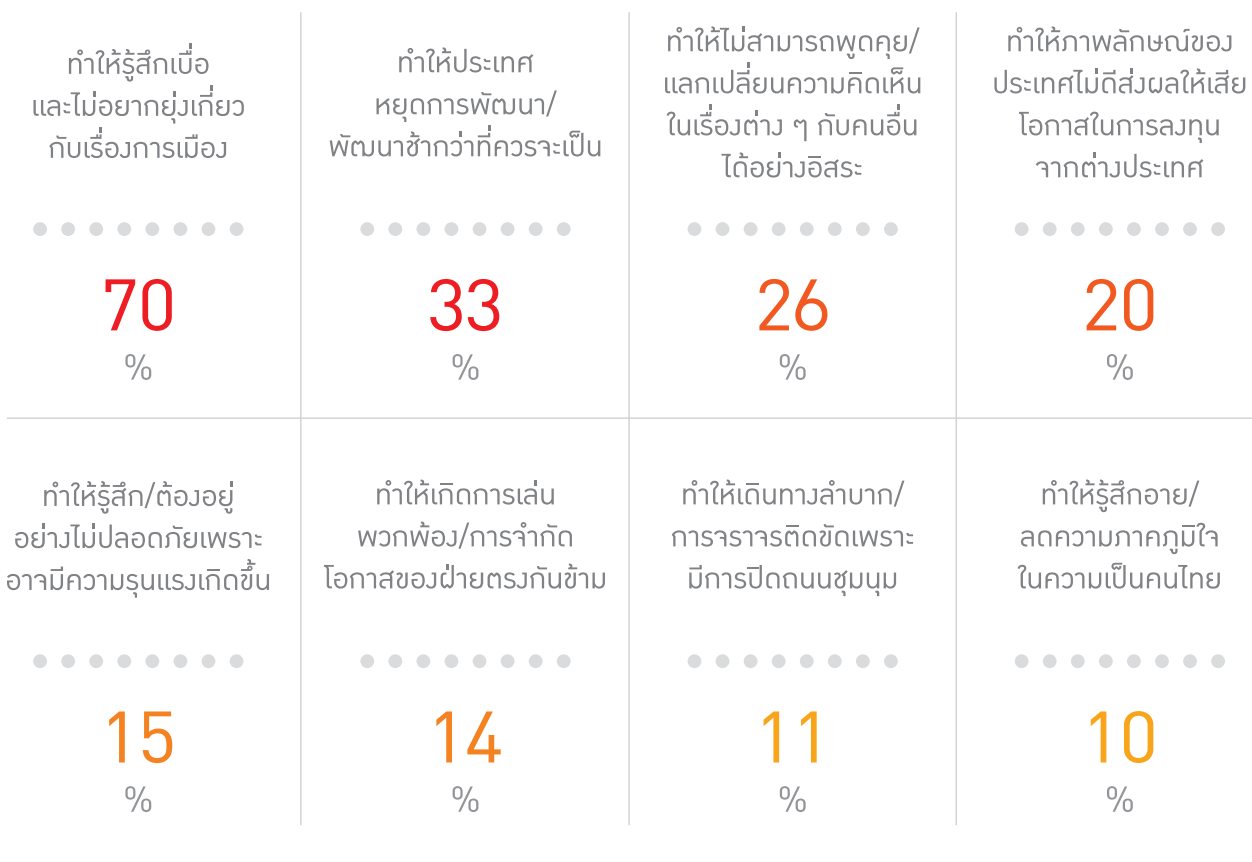 ทำให้รู้สึกเบื่อ
และไม่อยากยุ่งเกี่ยว
กับเรื่องการเมือง
70
%
ทำให้ประเทศ
หยุดการพัฒนา/
พัฒนาช้ากว่าที่ควรจะเป็น
33
%
ทำให้ไม่สามารถพูดคุย/
แลกเปลี่ยนความคิดเห็น
ในเรื่องต่าง ๆ กับคนอื่น
ได้อย่างอิสระ
26
%
ทำให้ภาพลักษณ์ของ
ประเทศไม่ดีส่งผลให้เสีย
โอกาสในการลงทุน
จากต่างประเทศ
20
%
ทำให้รู้สึก/ต้องอยู่
อย่างไม่ปลอดภัยเพราะ
อาจมีความรุนแรงเกิดขึ้น
15
%
ทำให้เกิดการเล่น
พวกพ้อง/การจำกัด
โอกาสของฝ่ายตรงกันข้าม
14
%
ทำให้เดินทางลำบาก/
การจราจรติดขัดเพราะ
มีการปิดถนนชุมนุม
11
%
ทำให้รู้สึกอาย/
ลดความภาคภูมิใจ
ในความเป็นคนไทย
10
%